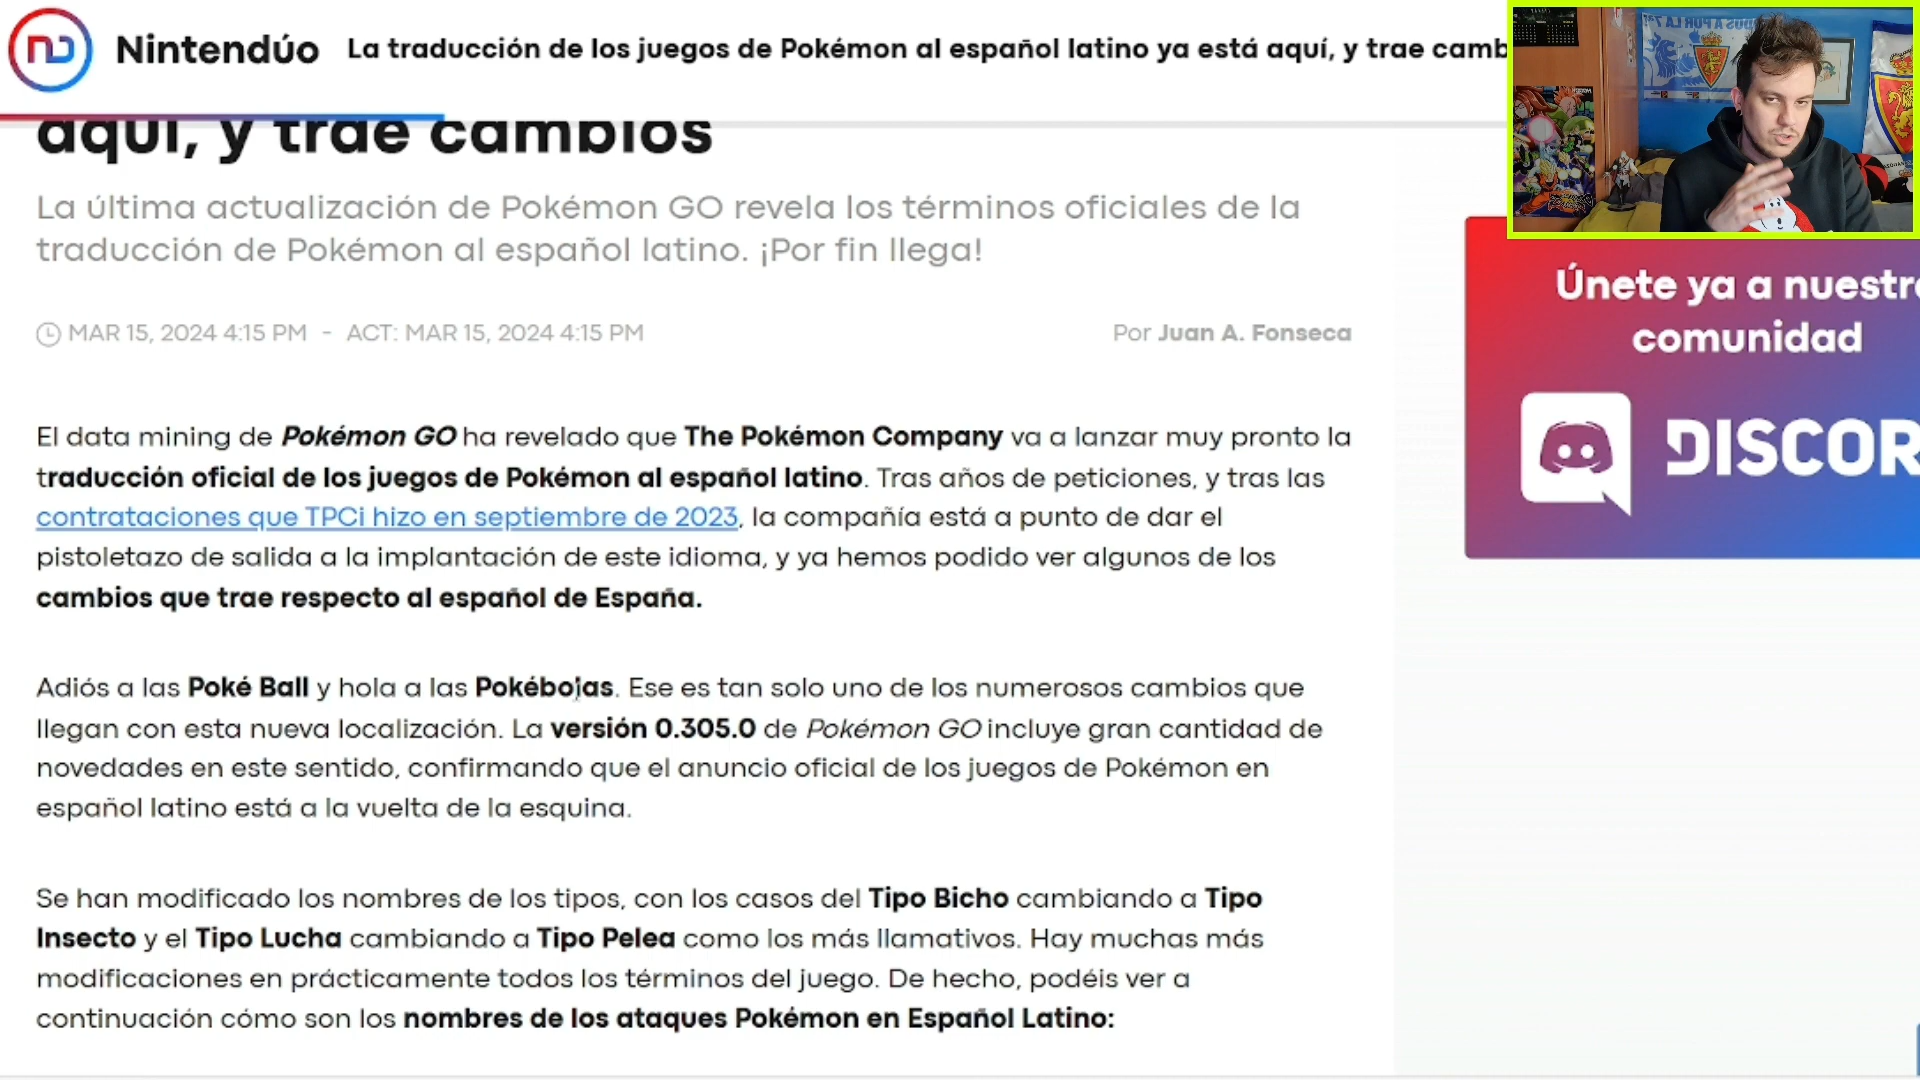 Nintendúo
La traducción de los juegos de Pokémon al español latino ya está aquí, y trae camb
aquí, y trae cambios
La última actualización de Pokémon GO revela los términos oficiales de la
traducción de Pokémon al español latino. ¡Por fin llega!
MAR 15, 2024 4:15 PM - ACT: MAR 15, 2024 4:15 PM
Por Juan A. Fonseca
El data mining de Pokémon GO ha revelado que The Pokémon Company va a lanzar muy pronto la
traducción oficial de los juegos de Pokémon al español latino. Tras años de peticiones, y tras las
contrataciones que TPCi hizo en septiembre de 2023, la compañía está a punto de dar el
pistoletazo de salida a la implantación de este idioma, y ya hemos podido ver algunos de los
cambios que trae respecto al español de España.
Adiós a las Poké Ball y hola a las Pokébolas. Ese es tan solo uno de los numerosos cambios que
llegan con esta nueva localización. La versión 0.305.0 de Pokémon GO incluye gran cantidad de
novedades en este sentido, confirmando que el anuncio oficial de los juegos de Pokémon en
español latino está a la vuelta de la esquina.
Se han modificado los nombres de los tipos, con los casos del Tipo Bicho cambiando a Tipo
Insecto y el Tipo Lucha cambiando a Tipo Pelea como los más llamativos. Hay muchas más
modificaciones en prácticamente todos los términos del juego. De hecho, podéis ver a
continuación cómo son los nombres de los ataques Pokémon en Español Latino:
Únete ya a nuestra
comunidad
DISCOR